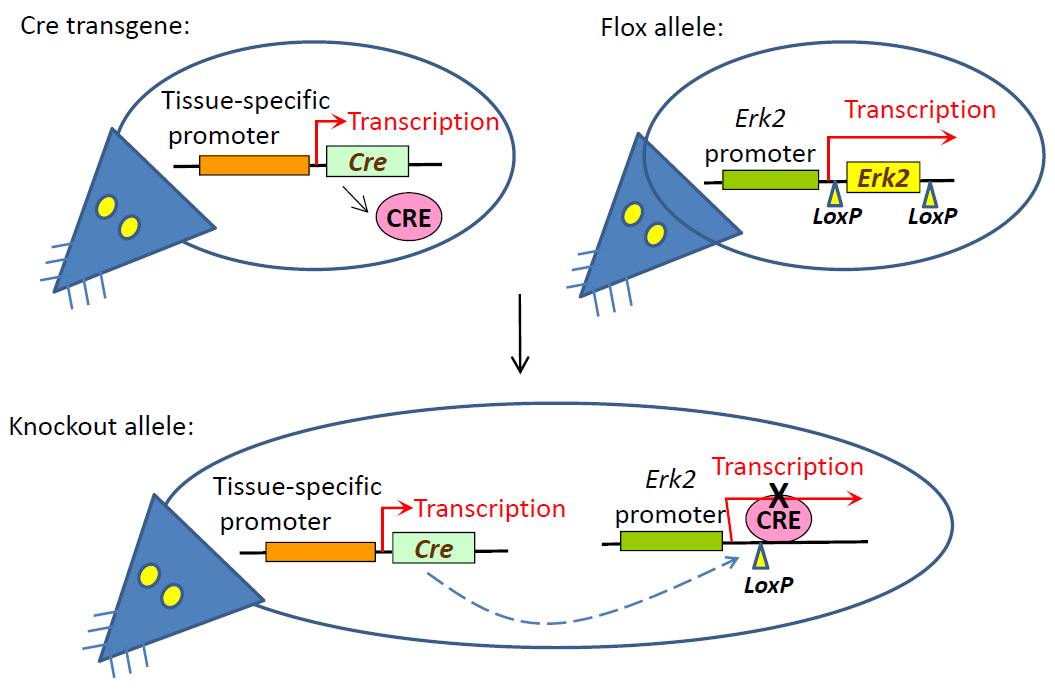 Cre transgene:
Tissue-specific
promoter
Transcription
Cre
CRE
Flox allele:
Erk2
promoter
Transcription
Erk2
LoxP
LoxP
Knockout allele:
Tissue-specific
promoter
Transcription
Cre
Erk2
promoter
Transcription
X
CRE
LoxP